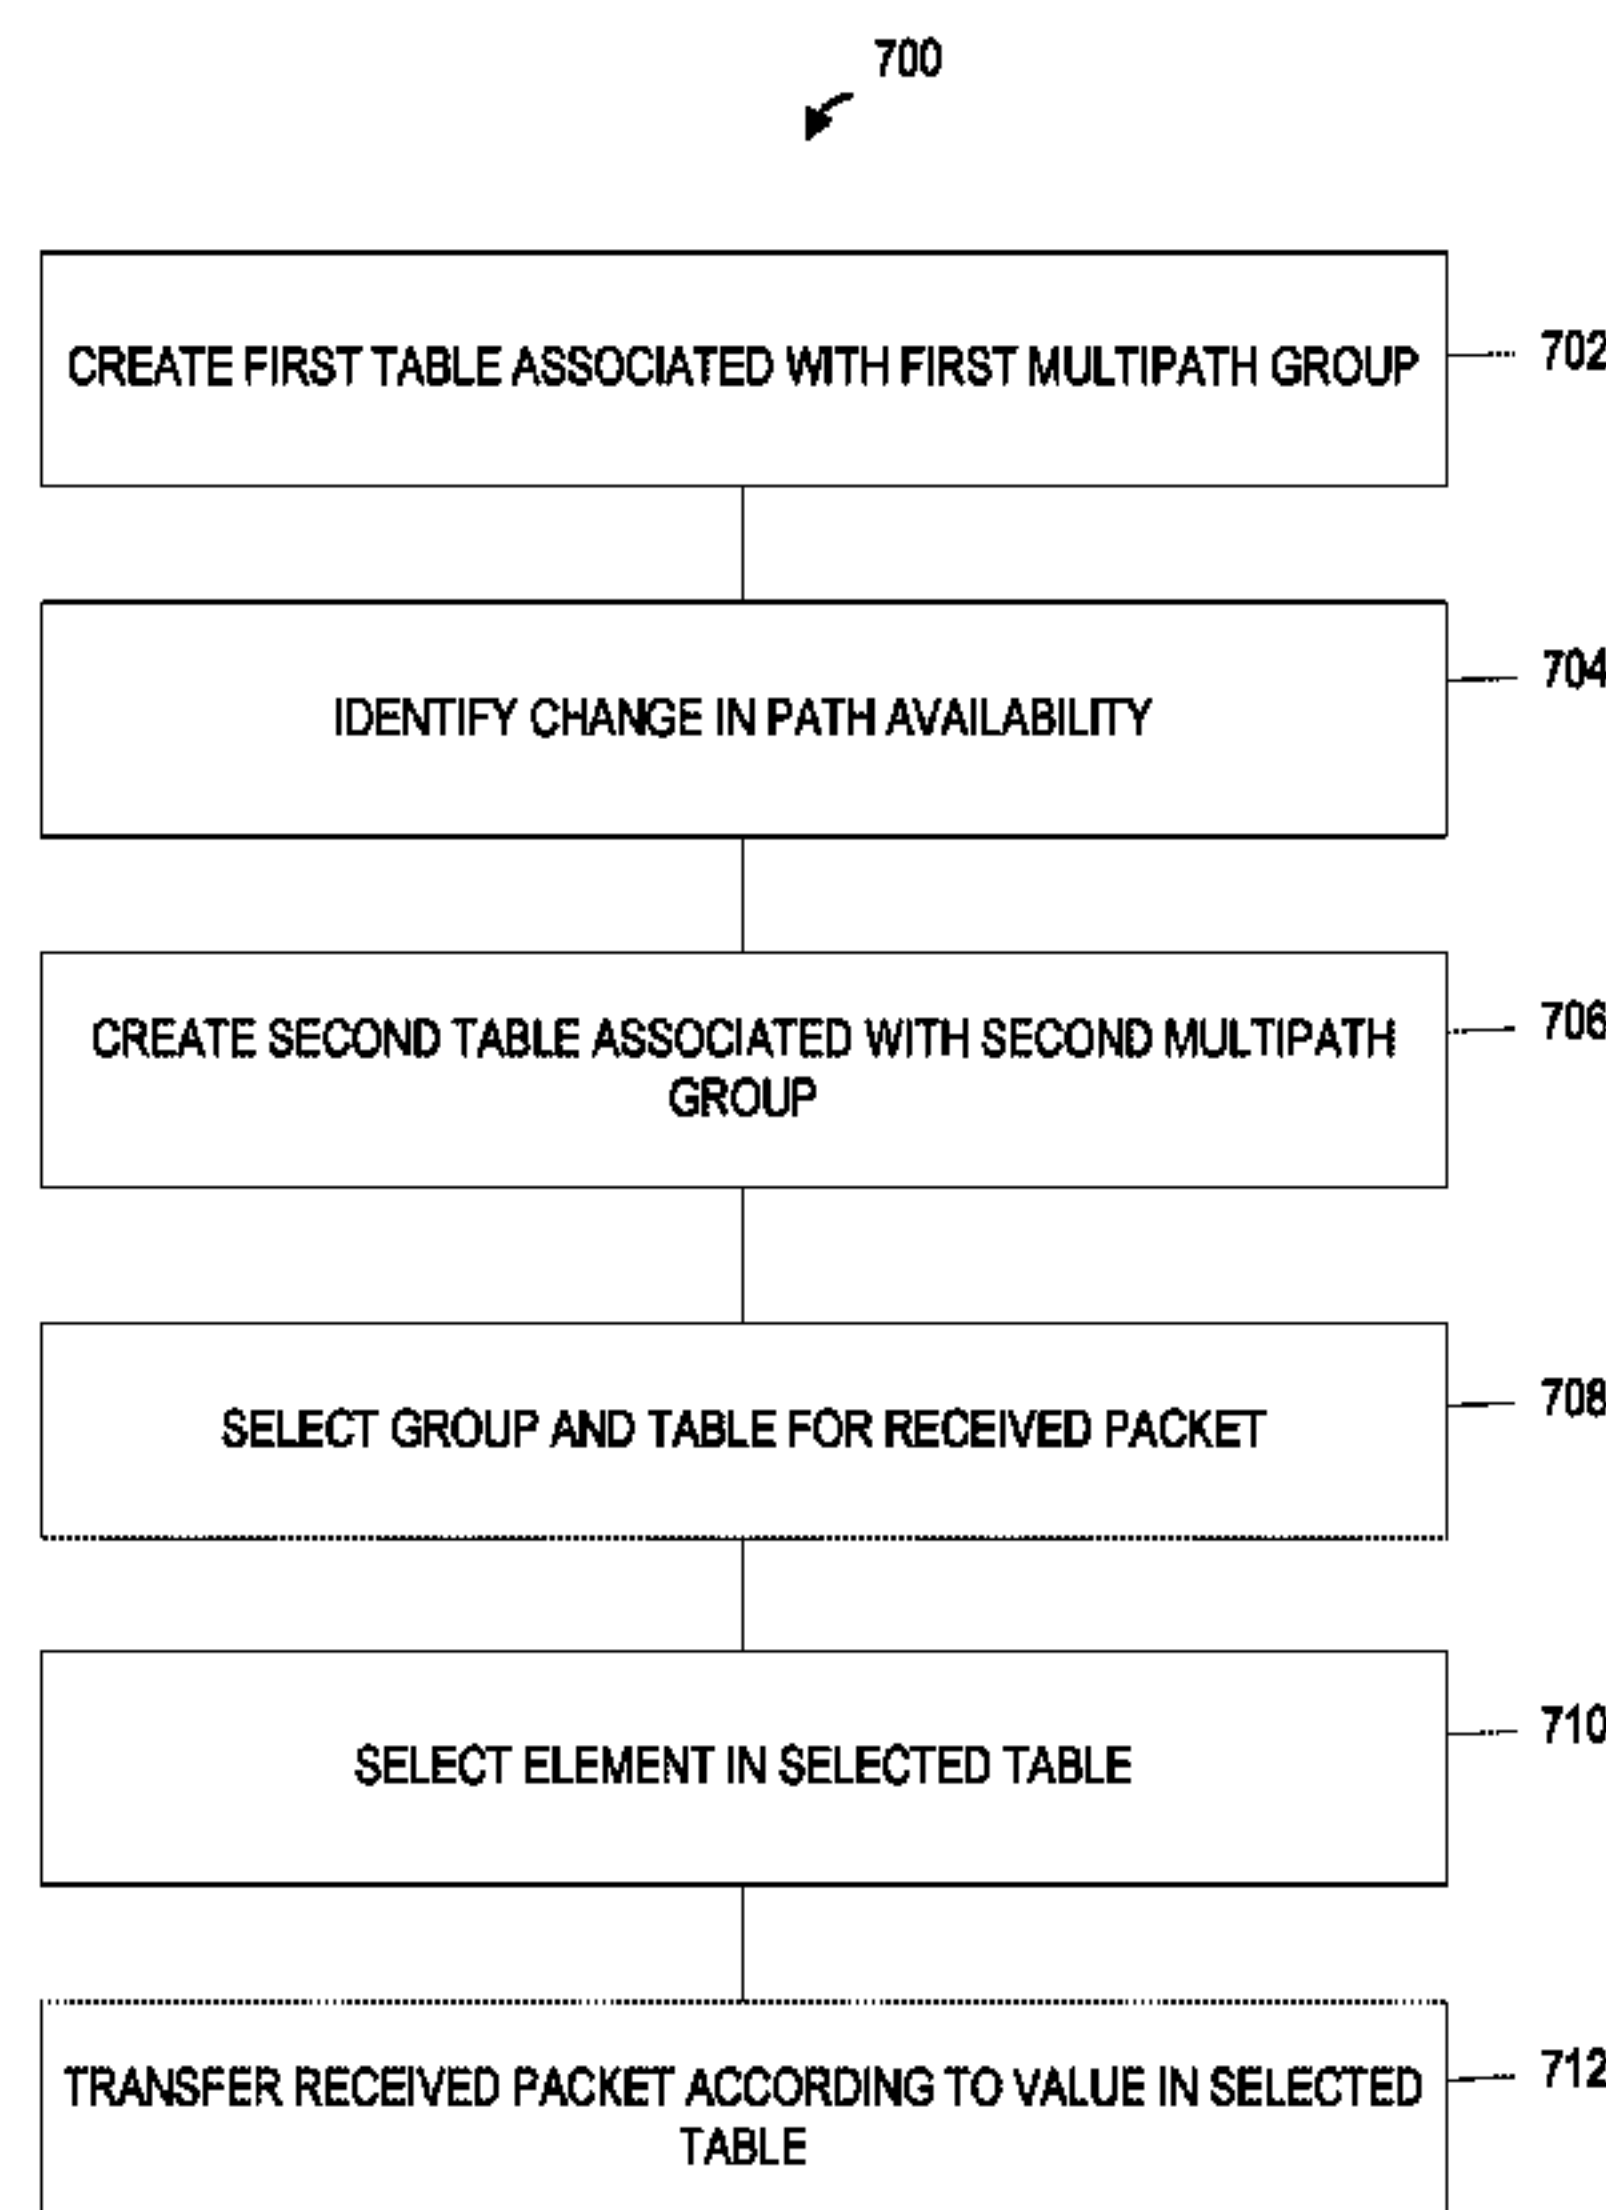 700
CREATE FIRST TABLE ASSOCIATED WITH FIRST MULTIPATH GROUP
702
IDENTIFY CHANGE IN PATH AVAILABILITY
704
CREATE SECOND TABLE ASSOCIATED WITH SECOND MULTIPATH
GROUP
706
SELECT GROUP AND TABLE FOR RECEIVED PACKET
708
SELECT ELEMENT IN SELECTED TABLE
710
TRANSFER RECEIVED PACKET ACCORDING TO VALUE IN SELECTED
TABLE
712